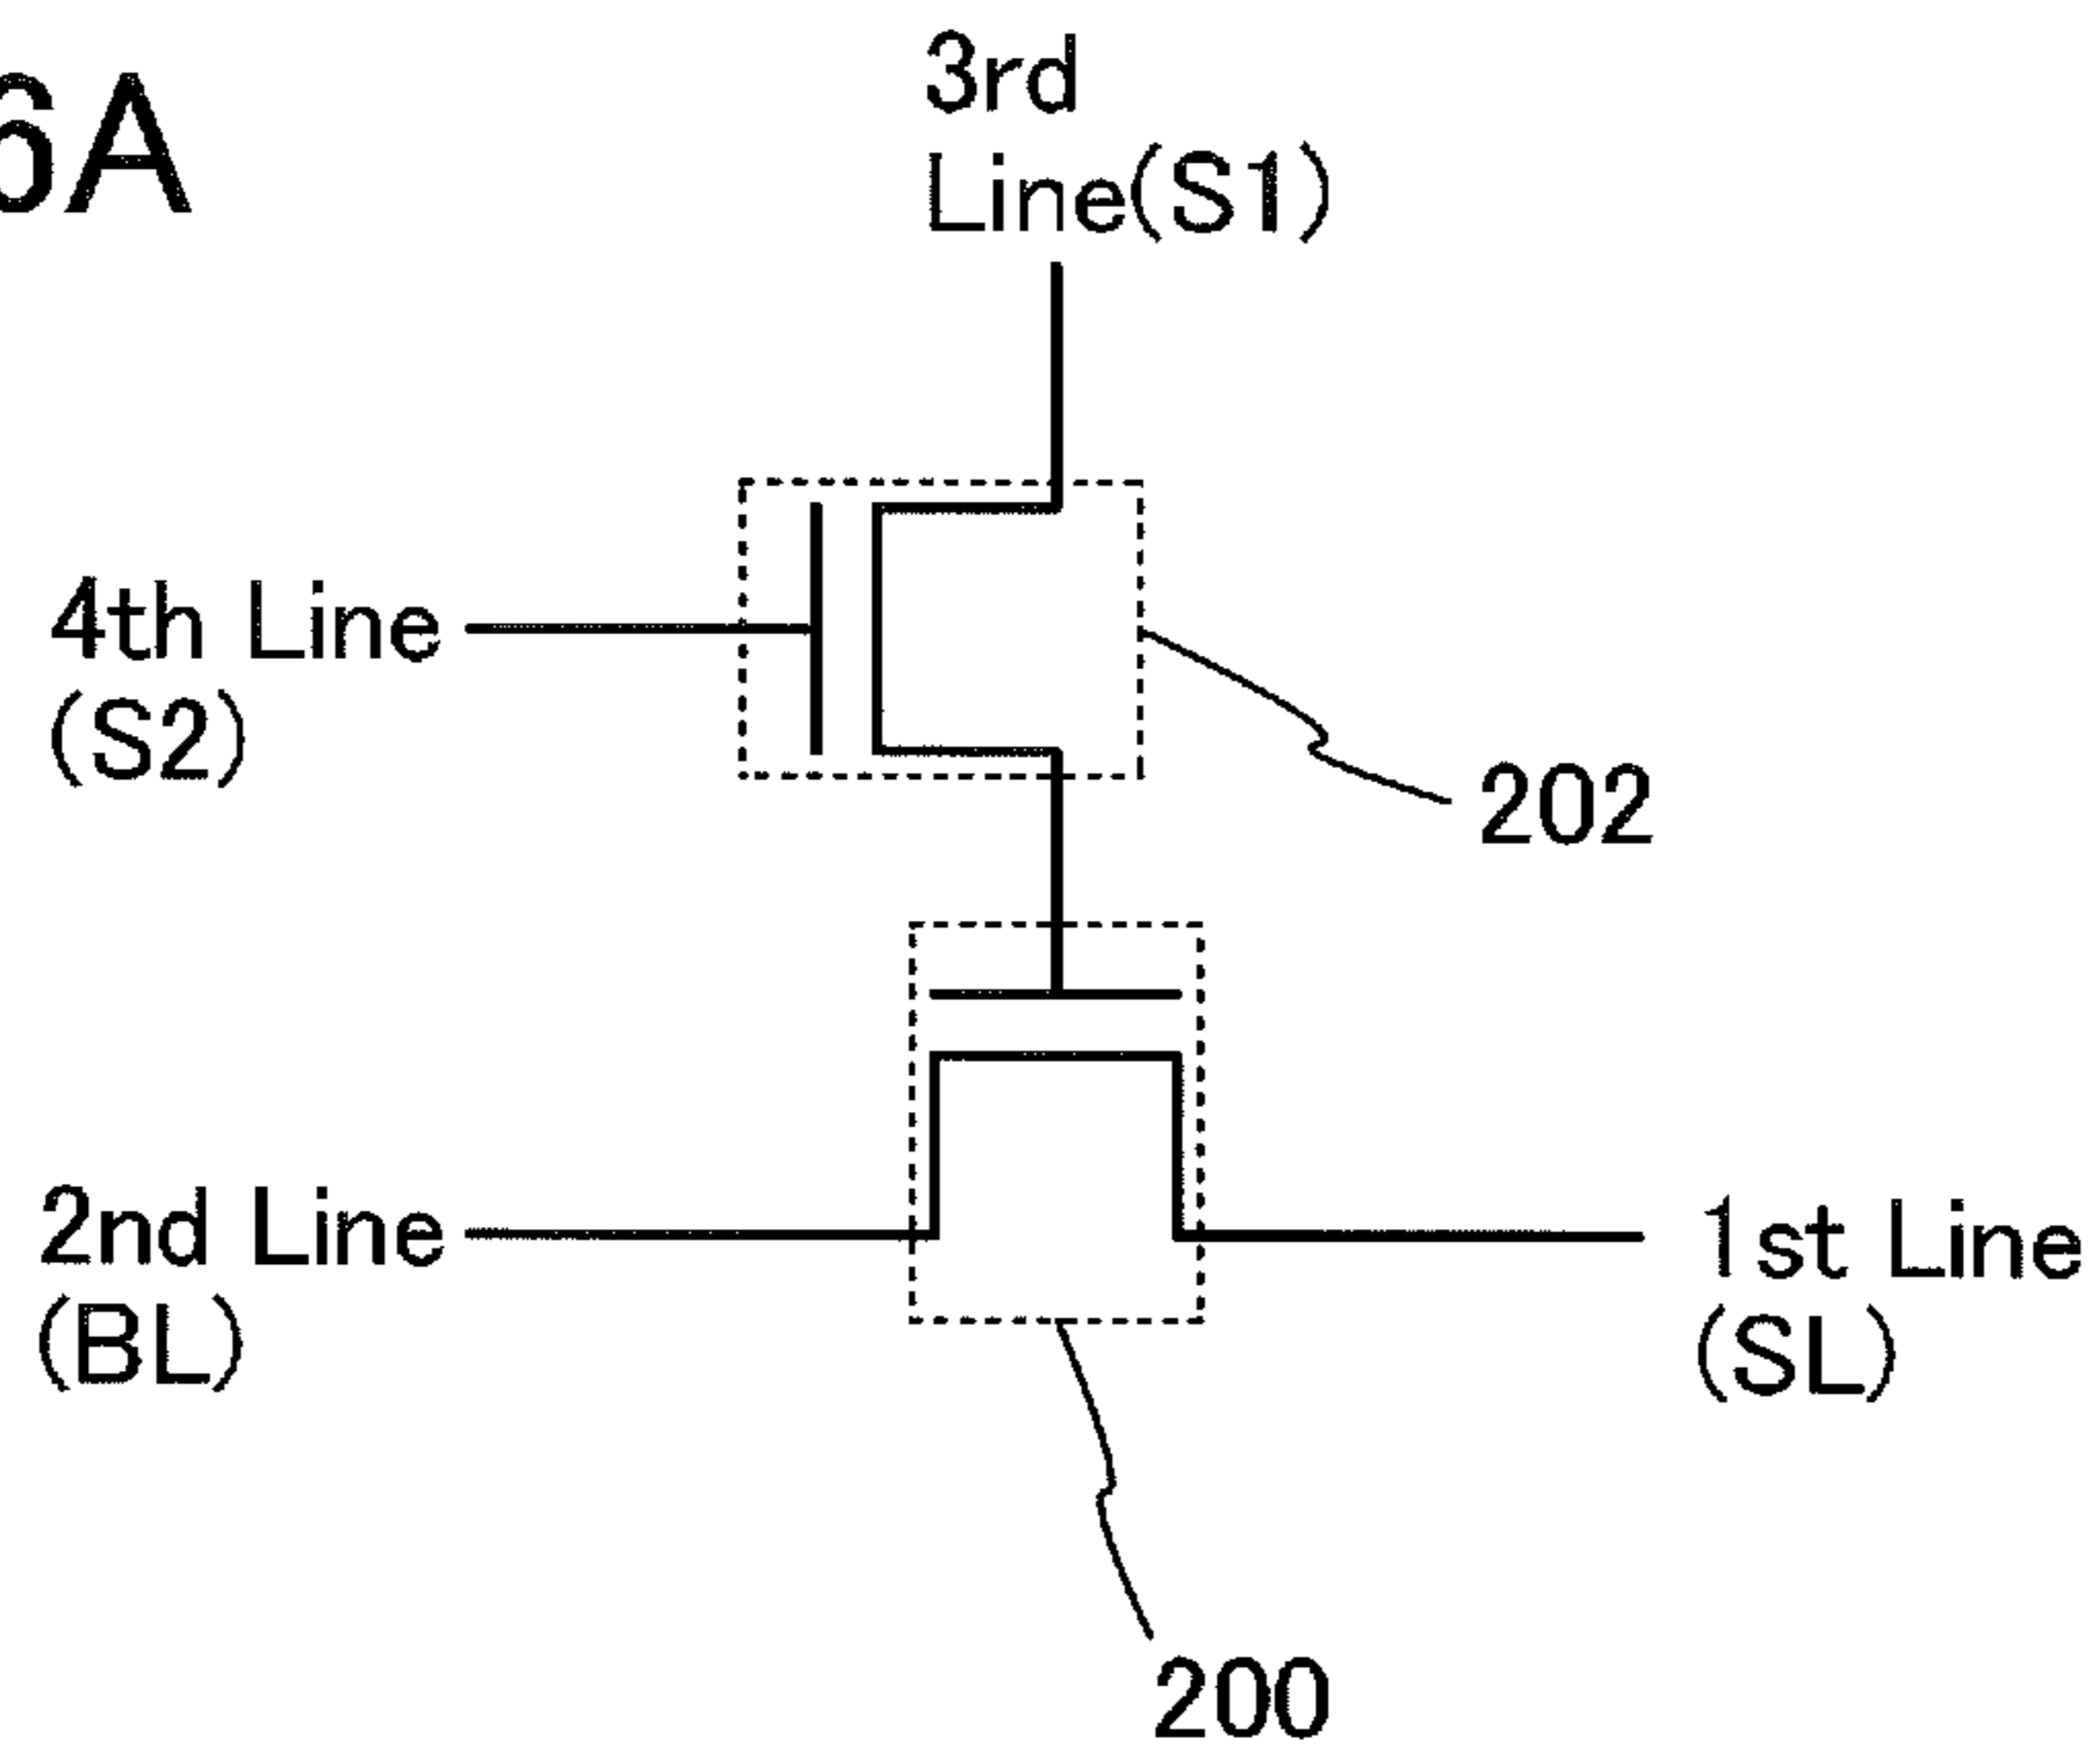 6A
3rd
Line(S1)
4th Line
(S2)
202
2nd Line
(BL)
1st Line
(SL)
200